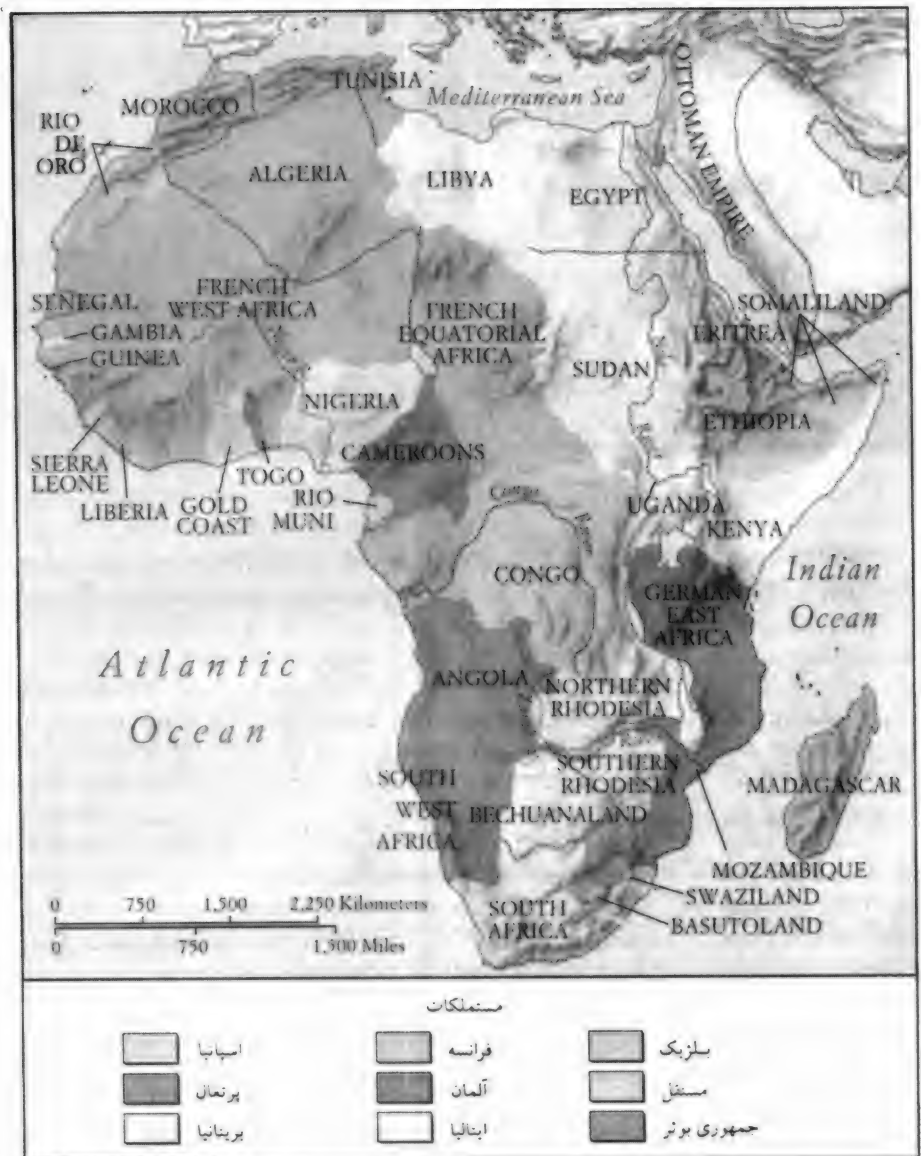 TUNISIA
MOROCCO
Mediterranean Sea
OTTOMAN EMPIRE
RIO
DE
ORO
ALGERIA
LIBYA
EGYPT
SENEGAL
FRENCH
WEST AFRICA
FRENCH
EQUATORIAL
AFRICA
SOMALILAND
GAMBIA
ERITREA
GUINEA
SUDAN
NIGERIA
ETHIOPIA
CAMEROONS
SIERRA
LEONE
TOGO
LIBERIA
GOLD
COAST
RIO
MUNI
Congo
River
UGANDA
KENYA
CONGO
Indian
Ocean
GERMAN
EAST
AFRICA
Atlantic
Ocean
ANGOLA
NORTHERN
RHODESIA
SOUTHERN
RHODESIA
SOUTH
WEST
AFRICA
BECHUANALAND
MADAGASCAR
MOZAMBIQUE
SWAZILAND
BASUTOLAND
SOUTH
AFRICA
0 750 1,500 2,250 Kilometers
0 750 1,500 Miles
مستملکات
بلژیک
فرانسه
اسپانیا
مستقل
آلمان
پرتغال
جمهوری بوئر
ایتالیا
بریتانیا